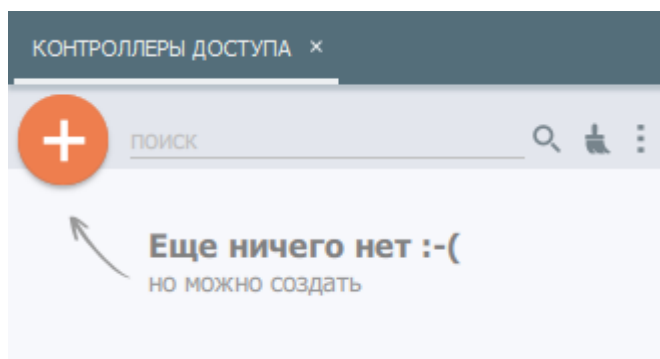 КОНТРОЛЛЕРЫ ДОСТУПА ×
поиск
Еще ничего нет :-(
но можно создать